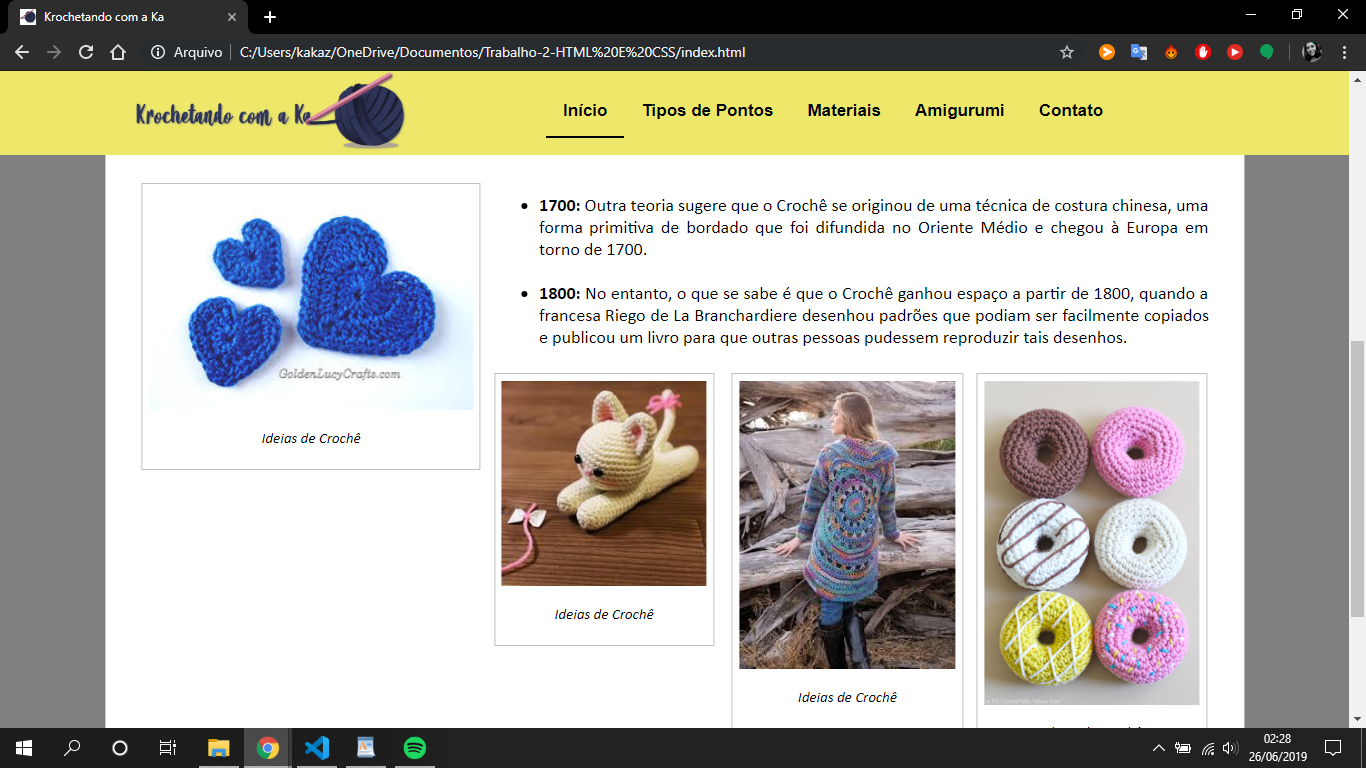 Krochetando com a Ka
Arquivo
C:/Users/kakaz/OneDrive/Documentos/Trabalho-2-HTML%20E%20CSS/index.html
Krochetando com a Ka
Início
Tipos de Pontos
Materiais
Amigurumi
Contato
GoldenLucyCrafts.com
Ideias de Crochê
• 1700: Outra teoria sugere que o Crochê se originou de uma técnica de costura chinesa, uma
forma primitiva de bordado que foi difundida no Oriente Médio e chegou à Europa em
torno de 1700.
• 1800: No entanto, o que se sabe é que o Crochê ganhou espaço a partir de 1800, quando a
francesa Riego de La Branchardiere desenhou padrões que podiam ser facilmente copiados
e publicou um livro para que outras pessoas pudessem reproduzir tais desenhos.
Ideias de Crochê
Ideias de Crochê
02:28
26/06/2019